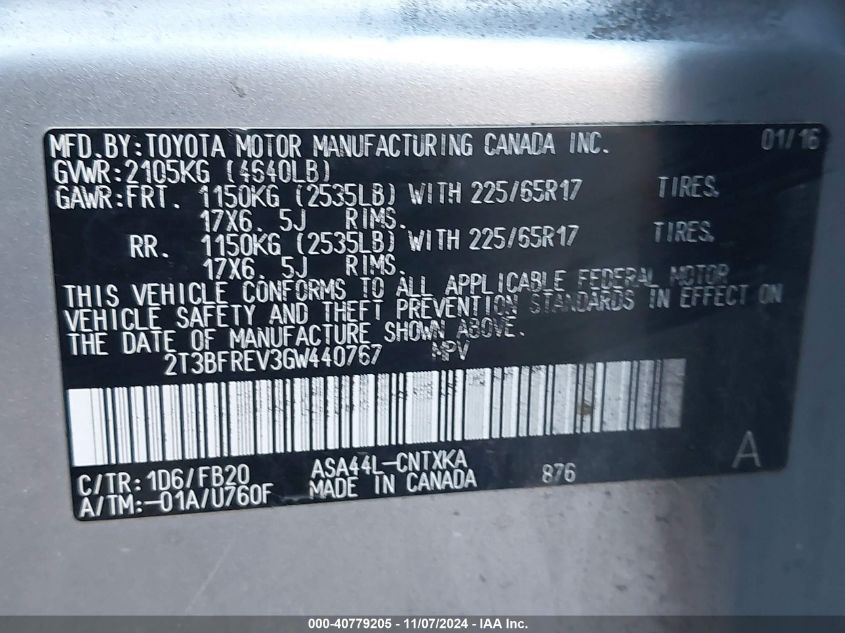 MFD.BY:TOYOTA MOTOR MANUFACTURING CANADA INC. 01/16
GVWR:2105KG (4640LB)
GAWR:FRT. 1150KG (2535LB) WITH 225/65R17 TIRES.
17X6. 5J RIMS.
RR. 1150KG (2535LB) WITH 225/65R17 TIRES.
17X6. 5J RIMS.
THIS VEHICLE CONFORMS TO ALL APPLICABLE FEDERAL MOTOR
VEHICLE SAFETY AND THEFT PREVENTION STANDARDS IN EFFECT ON
THE DATE OF MANUFACTURE SHOWN ABOVE.
2T3BFREV3GW440767 MPV
C/TR:1D6/FB20 ASA44L-CNTXKA 876 A
A/TM:-01A/U760F MADE IN CANADA
000-40779205 - 11/07/2024 - IAA Inc.